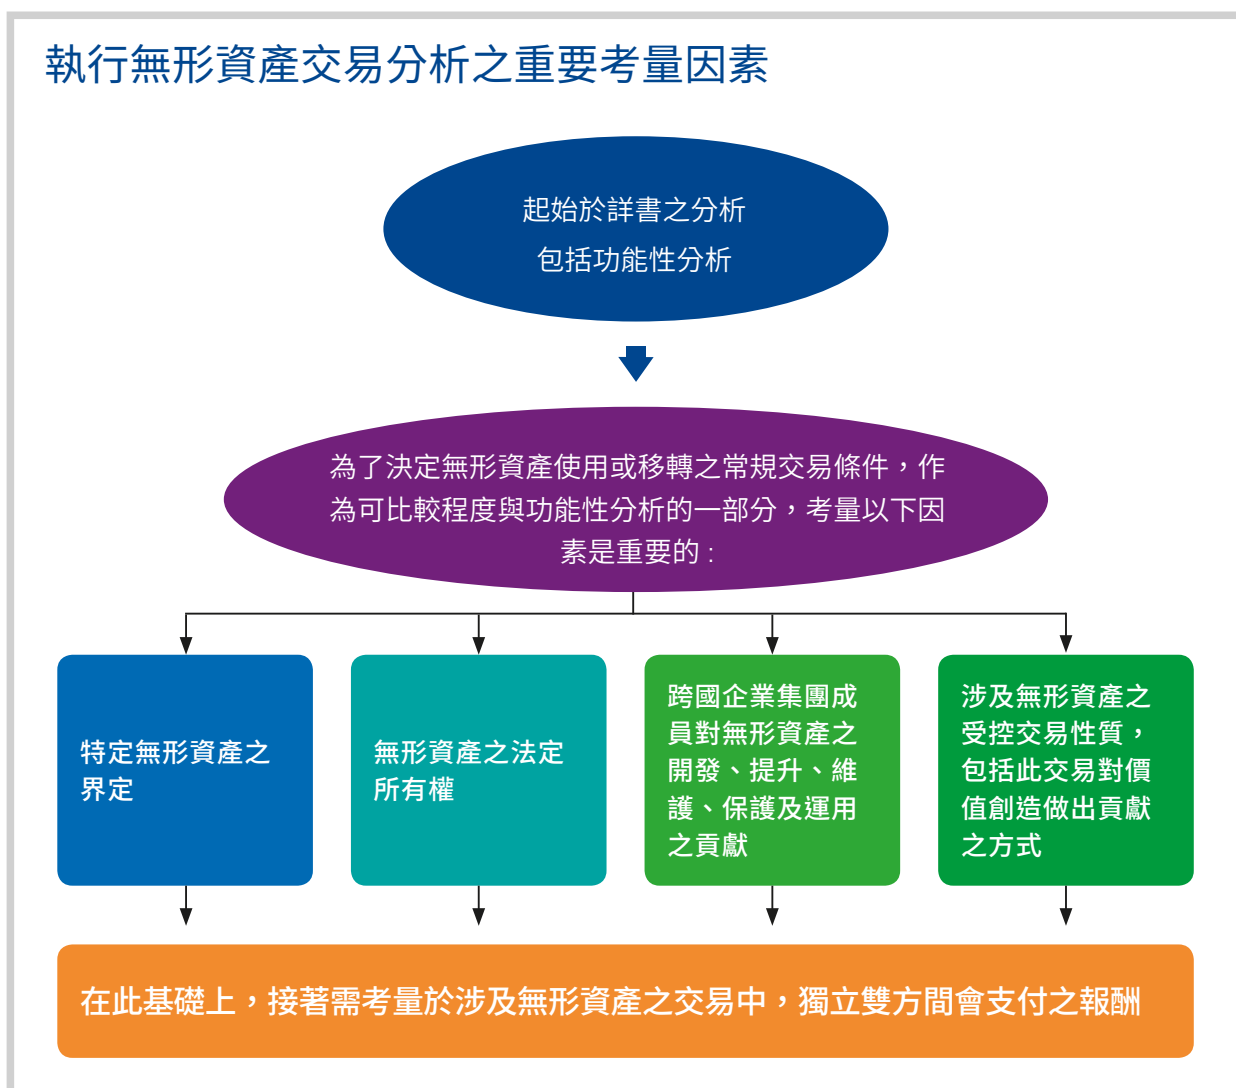 執行無形資產交易分析之重要考量因素
起始於詳書之分析
包括功能性分析
為了決定無形資產使用或移轉之常規交易條件，作
為可比較程度與功能性分析的一部分，考量以下因
素是重要的 :
特定無形資產之
界定
無形資產之法定
所有權
跨國企業集團成
員對無形資產之
開發、提升、維
護、保護及運用
之貢獻
涉及無形資產之
受控交易性質，
包括此交易對價
值創造做出貢獻
之方式
在此基礎上，接著需考量於涉及無形資產之交易中，獨立雙方間會支付之報酬